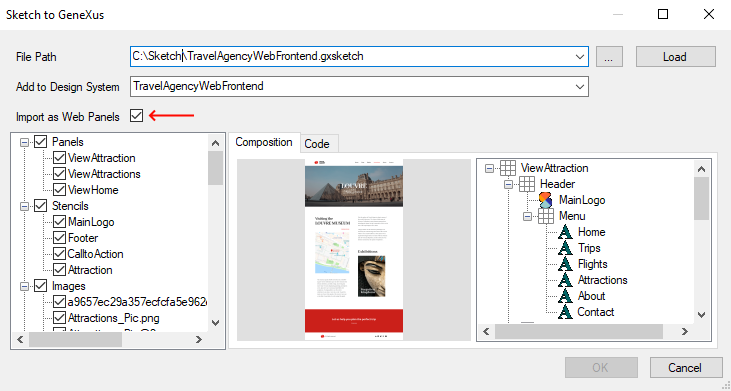 Sketch to GeneXus
File Path
C:\Sketch\TravelAgencyWebFrontend.gxsketch
...
Load
Add to Design System
TravelAgencyWebFrontend
Import as Web Panels
Panels
ViewAttraction
ViewAttractions
ViewHome
Stencils
MainLogo
Footer
CalltoAction
Attraction
Images
a9657ec29a357ecfcfa5e962
Attractions_Pic.png
Composition
Code
LOUVRE
Visiting the
LOUVRE MUSEUM
Exhibitions
ViewAttraction
Header
MainLogo
Menu
Home
Trips
Flights
Attractions
About
Contact
OK
Cancel